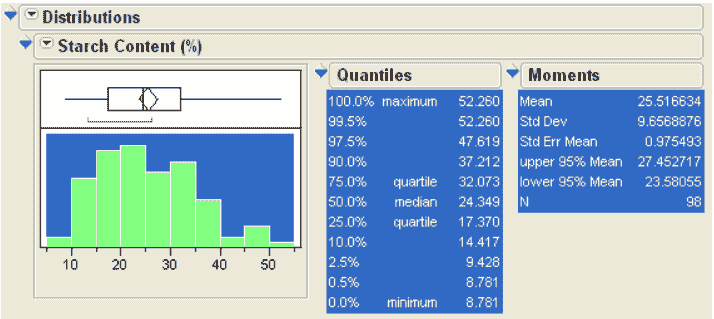 Distributions
Starch Content (%)
10 20 30 40 50
Quantiles
100.0% maximum 52.260
99.5% 52.260
97.5% 47.619
90.0% 37.212
75.0% quartile 32.073
50.0% median 24.349
25.0% quartile 17.370
10.0% 14.417
2.5% 9.428
0.5% 8.781
0.0% minimum 8.781
Moments
Mean 25.516634
Std Dev 9.6568876
Std Err Mean 0.975493
upper 95% Mean 27.452717
lower 95% Mean 23.58055
N 98